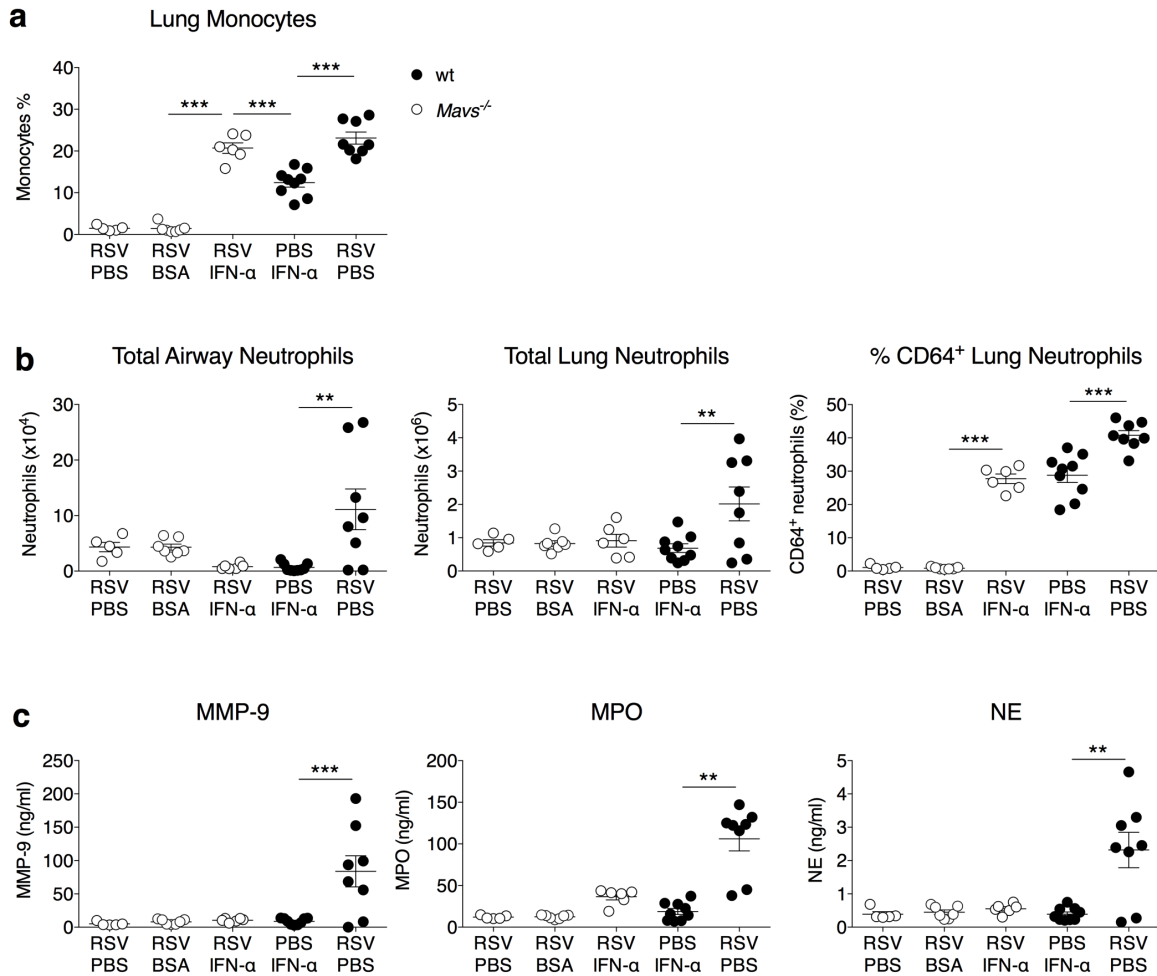 a
Lung Monocytes
Monocytes %
40
30
20
10
0
*** *** ***
wt
Mavs-/-
RSV RSV RSV PBS RSV
PBS BSA IFN-α IFN-α PBS
b
Total Airway Neutrophils
Neutrophils (x10⁴)
30
20
10
0
**
RSV RSV RSV PBS RSV
PBS BSA IFN-α IFN-α PBS
Total Lung Neutrophils
Neutrophils (x10⁶)
5
4
3
2
1
0
**
RSV RSV RSV PBS RSV
PBS BSA IFN-α IFN-α PBS
% CD64⁺ Lung Neutrophils
CD64⁺ neutrophils (%)
50
40
30
20
10
0
*** ***
RSV RSV RSV PBS RSV
PBS BSA IFN-α IFN-α PBS
c
MMP-9
MMP-9 (ng/ml)
250
200
150
100
50
0
***
RSV RSV RSV PBS RSV
PBS BSA IFN-α IFN-α PBS
MPO
MPO (ng/ml)
200
150
100
50
0
**
RSV RSV RSV PBS RSV
PBS BSA IFN-α IFN-α PBS
NE
NE (ng/ml)
5
4
3
2
1
0
**
RSV RSV RSV PBS RSV
PBS BSA IFN-α IFN-α PBS